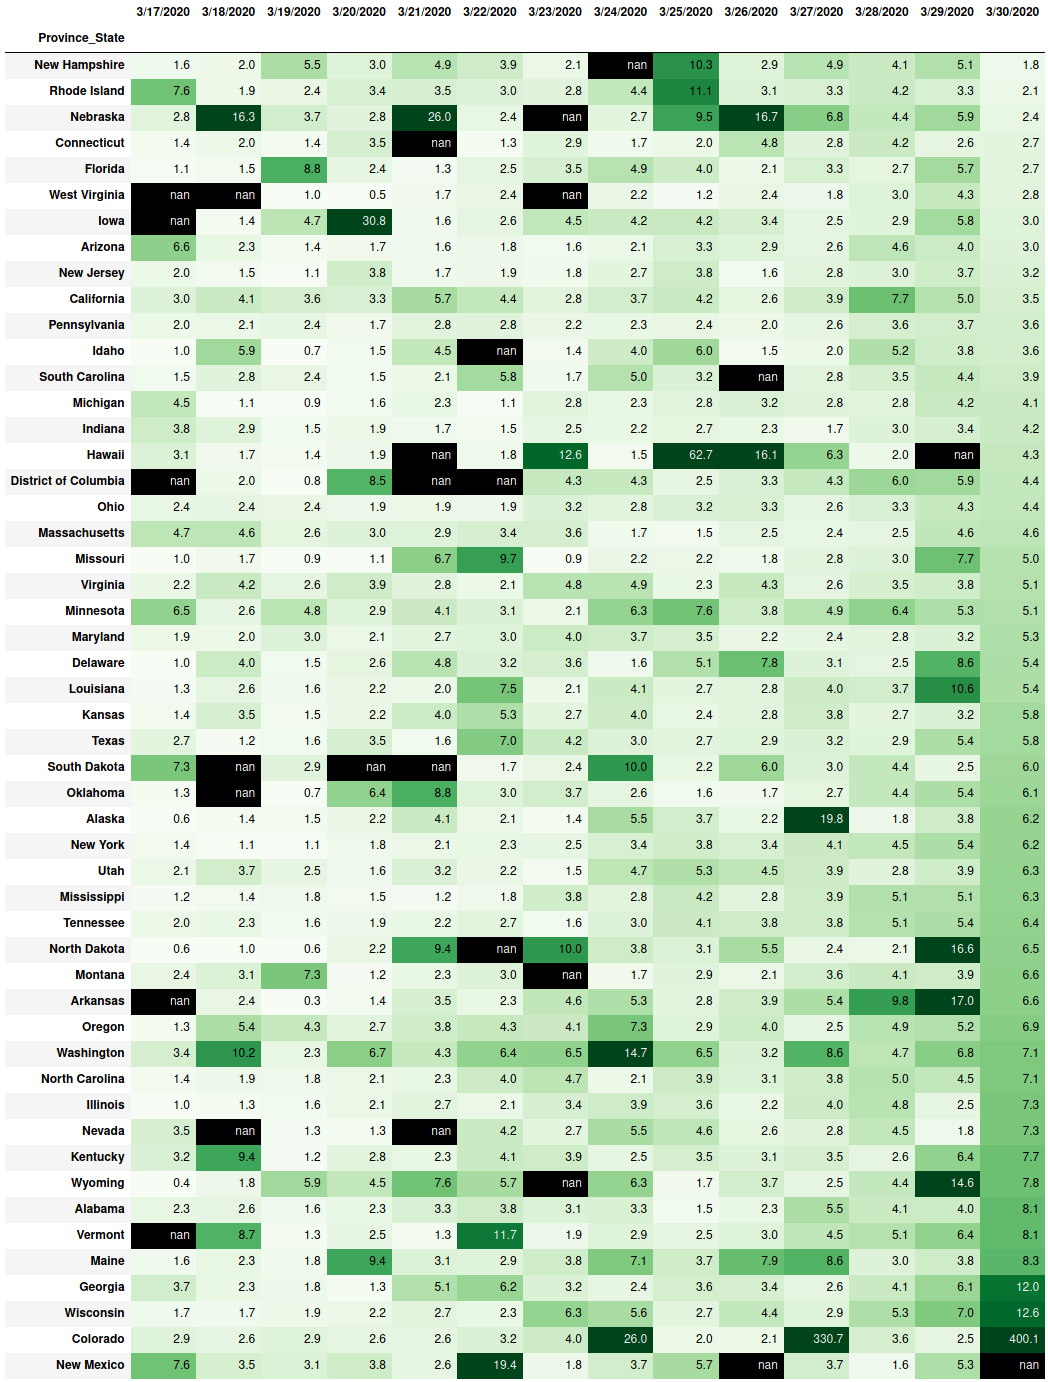 3/17/2020 3/18/2020 3/19/2020 3/20/2020 3/21/2020 3/22/2020 3/23/2020 3/24/2020 3/25/2020 3/26/2020 3/27/2020 3/28/2020 3/29/2020 3/30/2020
Province_State
New Hampshire 1.6 2.0 5.5 3.0 4.9 3.9 2.1 nan 10.3 2.9 4.9 4.1 5.1 1.8
Rhode Island 7.6 1.9 2.4 3.4 3.5 3.0 2.8 4.4 11.1 3.1 3.3 4.2 3.3 2.1
Nebraska 2.8 16.3 3.7 2.8 26.0 2.4 nan 2.7 9.5 16.7 6.8 4.4 5.9 2.4
Connecticut 1.4 2.0 1.4 3.5 nan 1.3 2.9 1.7 2.0 4.8 2.8 4.2 2.6 2.7
Florida 1.1 1.5 8.8 2.4 1.3 2.5 3.5 4.9 4.0 2.1 3.3 2.7 5.7 2.7
West Virginia nan nan 1.0 0.5 1.7 2.4 nan 2.2 1.2 2.4 1.8 3.0 4.3 2.8
Iowa nan 1.4 4.7 30.8 1.6 2.6 4.5 4.2 4.2 3.4 2.5 2.9 5.8 3.0
Arizona 6.6 2.3 1.4 1.7 1.6 1.8 1.6 2.1 3.3 2.9 2.6 4.6 4.0 3.0
New Jersey 2.0 1.5 1.1 3.8 1.7 1.9 1.8 2.7 3.8 1.6 2.8 3.0 3.7 3.2
California 3.0 4.1 3.6 3.3 5.7 4.4 2.8 3.7 4.2 2.6 3.9 7.7 5.0 3.5
Pennsylvania 2.0 2.1 2.4 1.7 2.8 2.8 2.2 2.3 2.4 2.0 2.6 3.6 3.7 3.6
Idaho 1.0 5.9 0.7 1.5 4.5 nan 1.4 4.0 6.0 1.5 2.0 5.2 3.8 3.6
South Carolina 1.5 2.8 2.4 1.5 2.1 5.8 1.7 5.0 3.2 nan 2.8 3.5 4.4 3.9
Michigan 4.5 1.1 0.9 1.6 2.3 1.1 2.8 2.3 2.8 3.2 2.8 2.8 4.2 4.1
Indiana 3.8 2.9 1.5 1.9 1.7 1.5 2.5 2.2 2.7 2.3 1.7 3.0 3.4 4.2
Hawaii 3.1 1.7 1.4 1.9 nan 1.8 12.6 1.5 62.7 16.1 6.3 2.0 nan 4.3
District of Columbia nan 2.0 0.8 8.5 nan nan 4.3 4.3 2.5 3.3 4.3 6.0 5.9 4.4
Ohio 2.4 2.4 2.4 1.9 1.9 1.9 3.2 2.8 3.2 3.3 2.6 3.3 4.3 4.4
Massachusetts 4.7 4.6 2.6 3.0 2.9 3.4 3.6 1.7 1.5 2.5 2.4 2.5 4.6 4.6
Missouri 1.0 1.7 0.9 1.1 6.7 9.7 0.9 2.2 2.2 1.8 2.8 3.0 7.7 5.0
Virginia 2.2 4.2 2.6 3.9 2.8 2.1 4.8 4.9 2.3 4.3 2.6 3.5 3.8 5.1
Minnesota 6.5 2.6 4.8 2.9 4.1 3.1 2.1 6.3 7.6 3.8 4.9 6.4 5.3 5.1
Maryland 1.9 2.0 3.0 2.1 2.7 3.0 4.0 3.7 3.5 2.2 2.4 2.8 3.2 5.3
Delaware 1.0 4.0 1.5 2.6 4.8 3.2 3.6 1.6 5.1 7.8 3.1 2.5 8.6 5.4
Louisiana 1.3 2.6 1.6 2.2 2.0 7.5 2.1 4.1 2.7 2.8 4.0 3.7 10.6 5.4
Kansas 1.4 3.5 1.5 2.2 4.0 5.3 2.7 4.0 2.4 2.8 3.8 2.7 3.2 5.8
Texas 2.7 1.2 1.6 3.5 1.6 7.0 4.2 3.0 2.7 2.9 3.2 2.9 5.4 5.8
South Dakota 7.3 nan 2.9 nan nan 1.7 2.4 10.0 2.2 6.0 3.0 4.4 2.5 6.0
Oklahoma 1.3 nan 0.7 6.4 8.8 3.0 3.7 2.6 1.6 1.7 2.7 4.4 5.4 6.1
Alaska 0.6 1.4 1.5 2.2 4.1 2.1 1.4 5.5 3.7 2.2 19.8 1.8 3.8 6.2
New York 1.4 1.1 1.1 1.8 2.1 2.3 2.5 3.4 3.8 3.4 4.1 4.5 5.4 6.2
Utah 2.1 3.7 2.5 1.6 3.2 2.2 1.5 4.7 5.3 4.5 3.9 2.8 3.9 6.3
Mississippi 1.2 1.4 1.8 1.5 1.2 1.8 3.8 2.8 4.2 2.8 3.9 5.1 5.1 6.3
Tennessee 2.0 2.3 1.6 1.9 2.2 2.7 1.6 3.0 4.1 3.8 3.8 5.1 5.4 6.4
North Dakota 0.6 1.0 0.6 2.2 9.4 nan 10.0 3.8 3.1 5.5 2.4 2.1 16.6 6.5
Montana 2.4 3.1 7.3 1.2 2.3 3.0 nan 1.7 2.9 2.1 3.6 4.1 3.9 6.6
Arkansas nan 2.4 0.3 1.4 3.5 2.3 4.6 5.3 2.8 3.9 5.4 9.8 17.0 6.6
Oregon 1.3 5.4 4.3 2.7 3.8 4.3 4.1 7.3 2.9 4.0 2.5 4.9 5.2 6.9
Washington 3.4 10.2 2.3 6.7 4.3 6.4 6.5 14.7 6.5 3.2 8.6 4.7 6.8 7.1
North Carolina 1.4 1.9 1.8 2.1 2.3 4.0 4.7 2.1 3.9 3.1 3.8 5.0 4.5 7.1
Illinois 1.0 1.3 1.6 2.1 2.7 2.1 3.4 3.9 3.6 2.2 4.0 4.8 2.5 7.3
Nevada 3.5 nan 1.3 1.3 nan 4.2 2.7 5.5 4.6 2.6 2.8 4.5 1.8 7.3
Kentucky 3.2 9.4 1.2 2.8 2.3 4.1 3.9 2.5 3.5 3.1 3.5 2.6 6.4 7.7
Wyoming 0.4 1.8 5.9 4.5 7.6 5.7 nan 6.3 1.7 3.7 2.5 4.4 14.6 7.8
Alabama 2.3 2.6 1.6 2.3 3.3 3.8 3.1 3.3 1.5 2.3 5.5 4.1 4.0 8.1
Vermont nan 8.7 1.3 2.5 1.3 11.7 1.9 2.9 2.5 3.0 4.5 5.1 6.4 8.1
Maine 1.6 2.3 1.8 9.4 3.1 2.9 3.8 7.1 3.7 7.9 8.6 3.0 3.8 8.3
Georgia 3.7 2.3 1.8 1.3 5.1 6.2 3.2 2.4 3.6 3.4 2.6 4.1 6.1 12.0
Wisconsin 1.7 1.7 1.9 2.2 2.7 2.3 6.3 5.6 2.7 4.4 2.9 5.3 7.0 12.6
Colorado 2.9 2.6 2.9 2.6 2.6 3.2 4.0 26.0 2.0 2.1 330.7 3.6 2.5 400.1
New Mexico 7.6 3.5 3.1 3.8 2.6 19.4 1.8 3.7 5.7 nan 3.7 1.6 5.3 nan